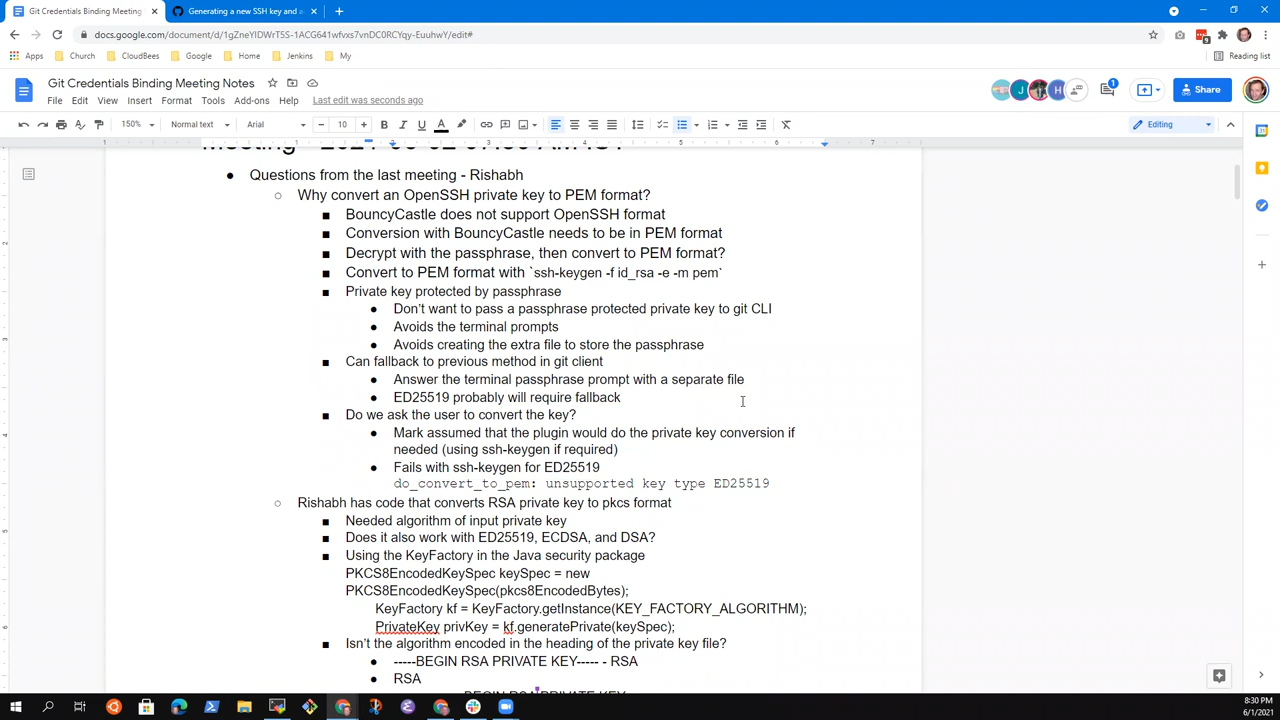 Git Credentials Binding Meeting Notes
Generating a new SSH key and a
docs.google.com/document/d/1gZneYlDWrT5S-1ACG641wfvxs7vnDC0RCYqy-EuuhwY/edit#
Apps
Church
CloudBees
Google
Home
Jenkins
My
Reading list
Git Credentials Binding Meeting Notes
File Edit View Insert Format Tools Add-ons Help Last edit was seconds ago
1
Share
150% Normal text Arial 10 Editing
1 2 3 4 5 6 7
Questions from the last meeting - Rishabh
Why convert an OpenSSH private key to PEM format?
BouncyCastle does not support OpenSSH format
Conversion with BouncyCastle needs to be in PEM format
Decrypt with the passphrase, then convert to PEM format?
Convert to PEM format with `ssh-keygen -f id_rsa -e -m pem`
Private key protected by passphrase
Don't want to pass a passphrase protected private key to git CLI
Avoids the terminal prompts
Avoids creating the extra file to store the passphrase
Can fallback to previous method in git client
Answer the terminal passphrase prompt with a separate file
ED25519 probably will require fallback
Do we ask the user to convert the key?
Mark assumed that the plugin would do the private key conversion if
needed (using ssh-keygen if required)
Fails with ssh-keygen for ED25519
do_convert_to_pem: unsupported key type ED25519
Rishabh has code that converts RSA private key to pkcs format
Needed algorithm of input private key
Does it also work with ED25519, ECDSA, and DSA?
Using the KeyFactory in the Java security package
PKCS8EncodedKeySpec keySpec = new
PKCS8EncodedKeySpec(pkcs8EncodedBytes);
KeyFactory kf = KeyFactory.getInstance(KEY_FACTORY_ALGORITHM);
PrivateKey privKey = kf.generatePrivate(keySpec);
Isn't the algorithm encoded in the heading of the private key file?
-----BEGIN RSA PRIVATE KEY----- - RSA
RSA
8:30 PM
6/1/2021